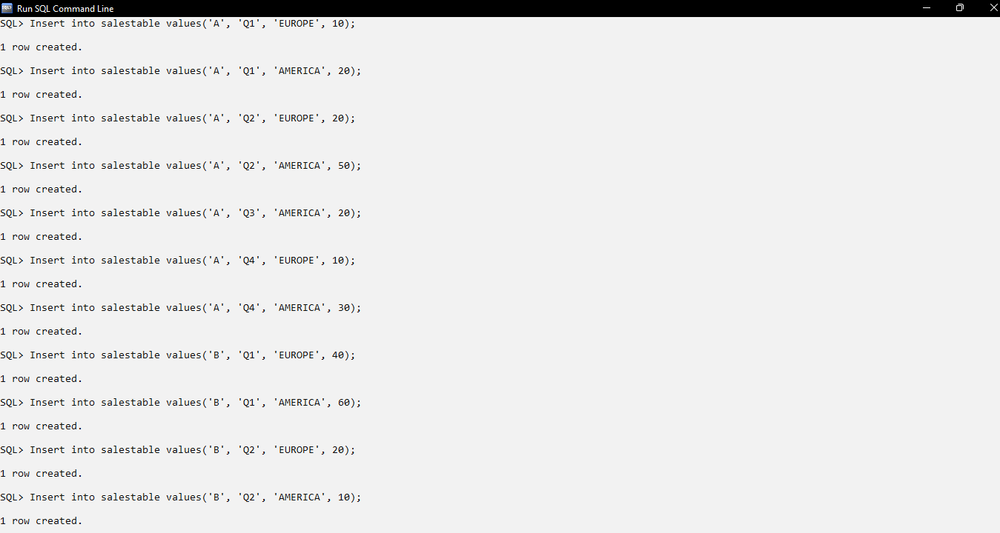 Run SQL Command Line
SQL> Insert into salestable values('A', 'Q1', 'EUROPE', 10);
1 row created.
SQL> Insert into salestable values('A', 'Q1', 'AMERICA', 20);
1 row created.
SQL> Insert into salestable values('A', 'Q2', 'EUROPE', 20);
1 row created.
SQL> Insert into salestable values('A', 'Q2', 'AMERICA', 50);
1 row created.
SQL> Insert into salestable values('A', 'Q3', 'AMERICA', 20);
1 row created.
SQL> Insert into salestable values('A', 'Q4', 'EUROPE', 10);
1 row created.
SQL> Insert into salestable values('A', 'Q4', 'AMERICA', 30);
1 row created.
SQL> Insert into salestable values('B', 'Q1', 'EUROPE', 40);
1 row created.
SQL> Insert into salestable values('B', 'Q1', 'AMERICA', 60);
1 row created.
SQL> Insert into salestable values('B', 'Q2', 'EUROPE', 20);
1 row created.
SQL> Insert into salestable values('B', 'Q2', 'AMERICA', 10);
1 row created.